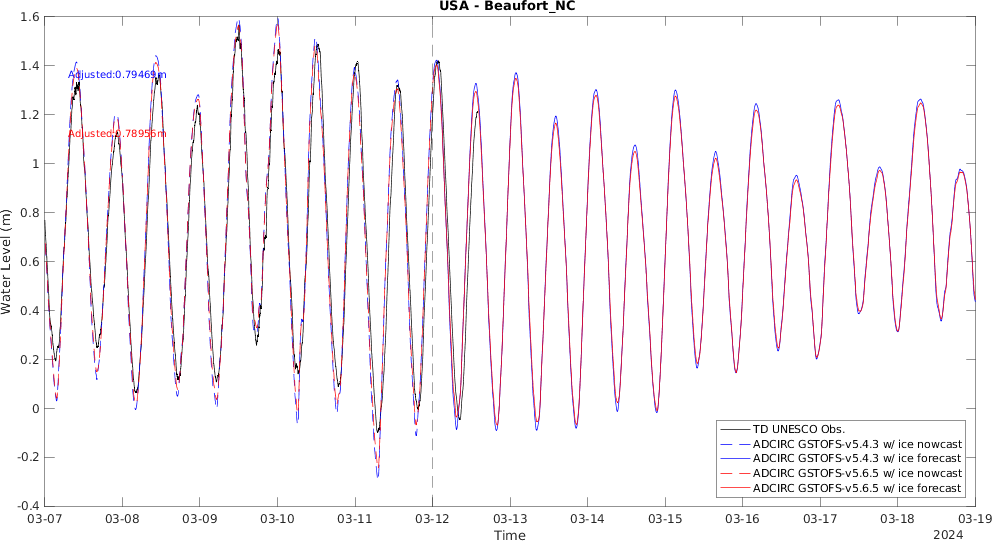 USA - Beaufort_NC
1.6
1.4
1.2
1
0.8
0.6
0.4
0.2
0
-0.2
-0.4
Water Level (m)
Adjusted:0.79469m
Adjusted:0.78956m
TD UNESCO Obs.
ADCIRC GSTOFS-v5.4.3 w/ ice nowcast
ADCIRC GSTOFS-v5.4.3 w/ ice forecast
ADCIRC GSTOFS-v5.6.5 w/ ice nowcast
ADCIRC GSTOFS-v5.6.5 w/ ice forecast
03-07 03-08 03-09 03-10 03-11 03-12 03-13 03-14 03-15 03-16 03-17 03-18 03-19
Time
2024